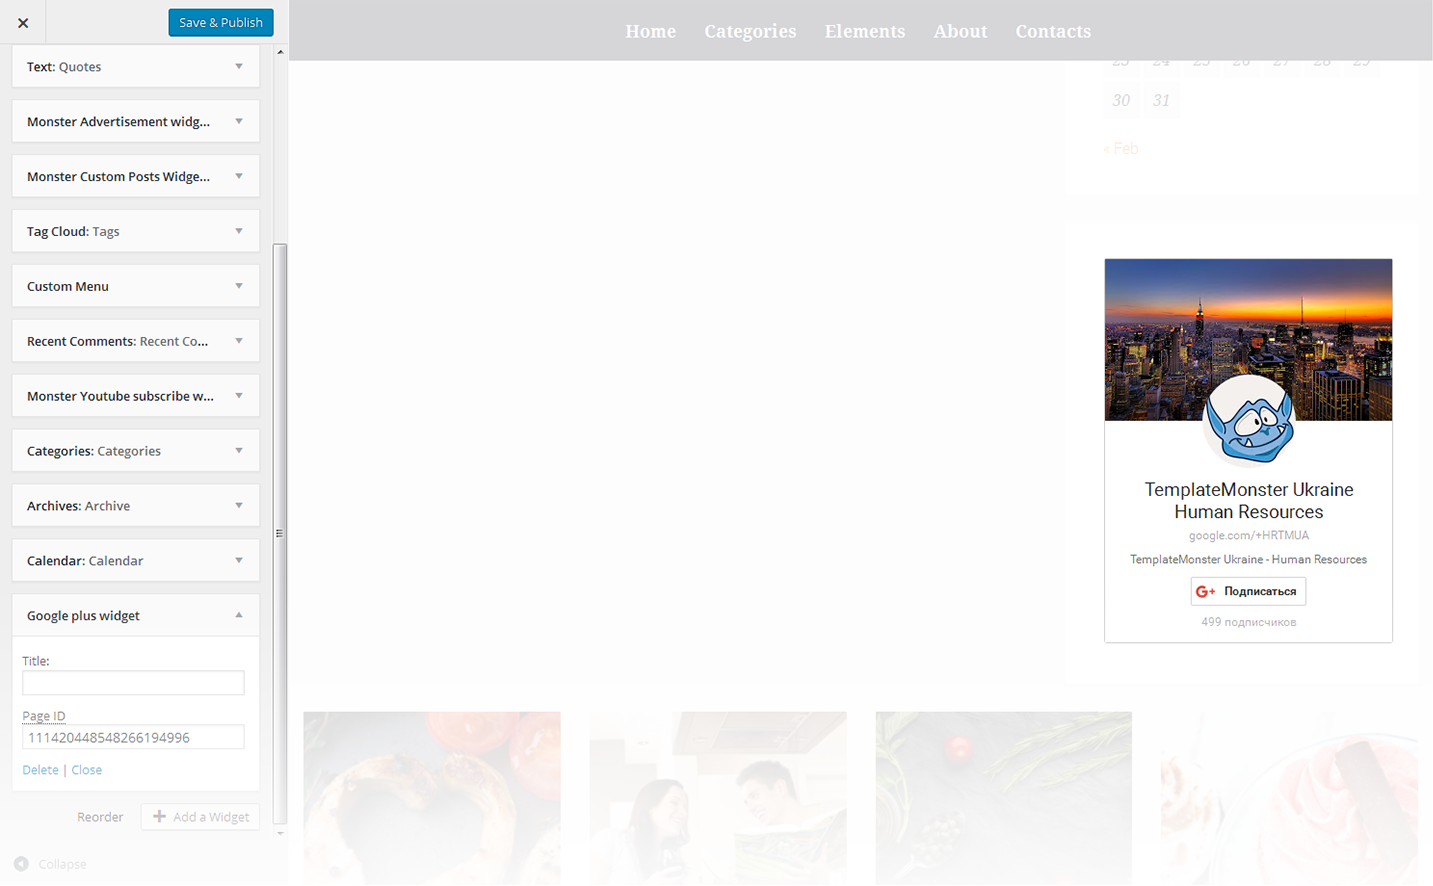 Save & Publish
Text: Quotes
Monster Advertisement widg...
Monster Custom Posts Widge...
Tag Cloud: Tags
Custom Menu
Recent Comments: Recent Co...
Monster Youtube subscribe w...
Categories: Categories
Archives: Archive
Calendar: Calendar
Google plus widget
Title:
Page ID
111420448548266194996
Delete | Close
Reorder
Add a Widget
Collapse
Home Categories Elements About Contacts
23 24 25 26 27 28 29
30 31
< Feb
TemplateMonster Ukraine
Human Resources
google.com/+HRTMUA
TemplateMonster Ukraine - Human Resources
G+ Подписаться
499 подписчиков